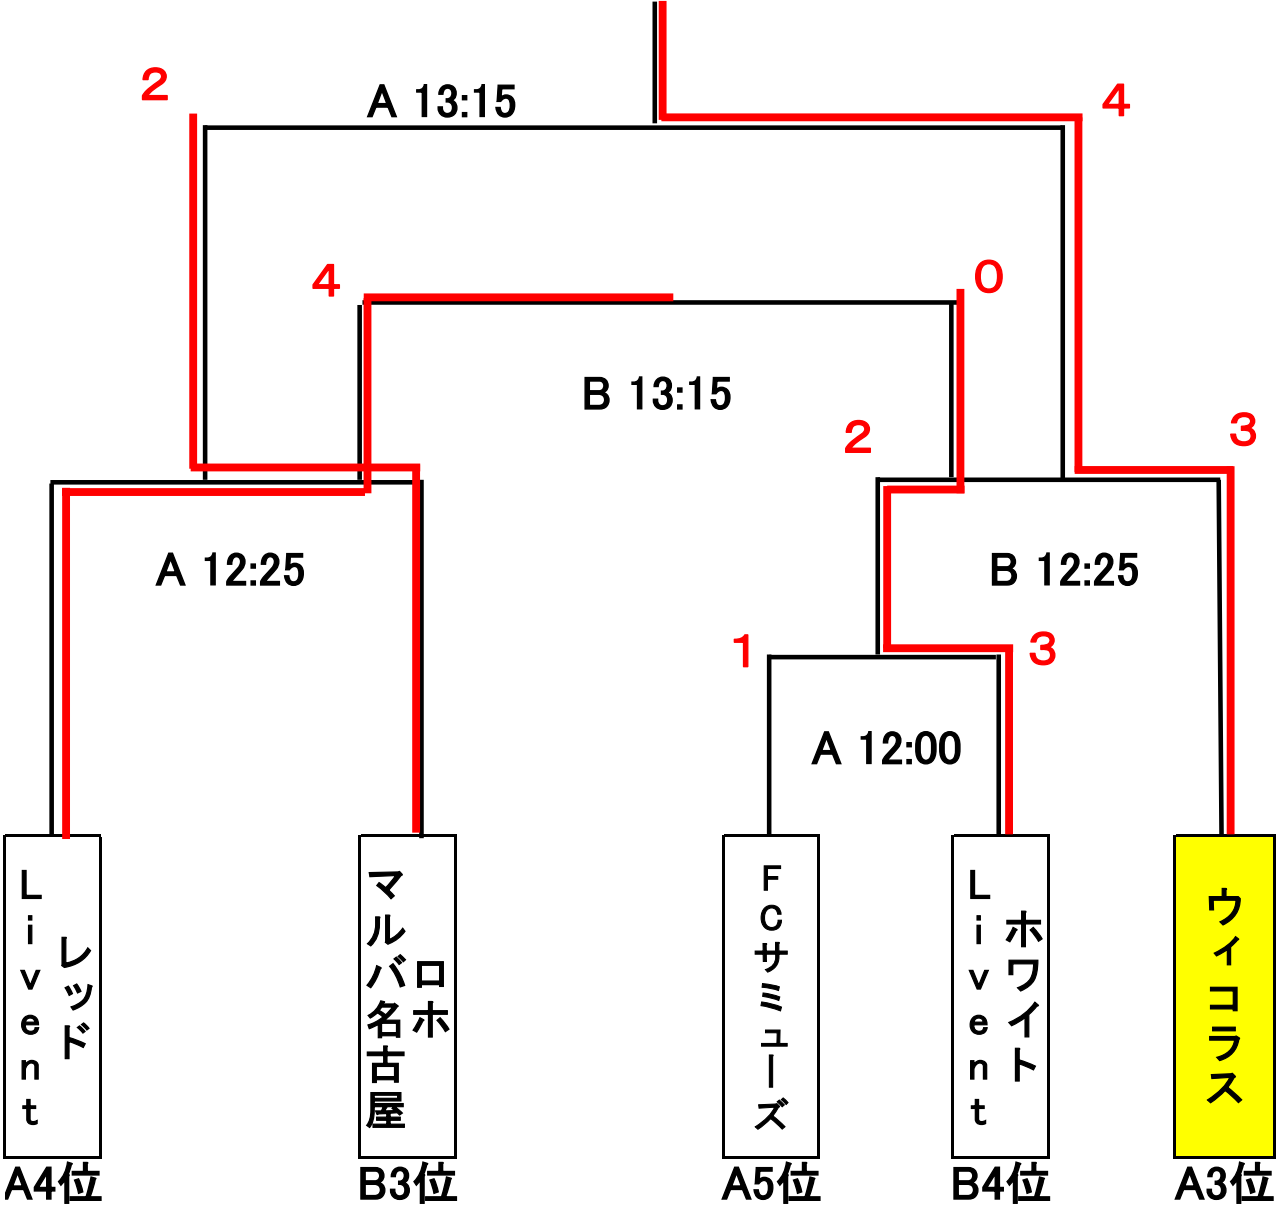 2
A 13:15
4
4
0
B 13:15
2
3
A 12:25
B 12:25
1
3
A 12:00
Livent
レッド
マルバ名古屋
ロホ
FCサミューズ
Livent
ホワイト
ウィコラス
A4位
B3位
A5位
B4位
A3位